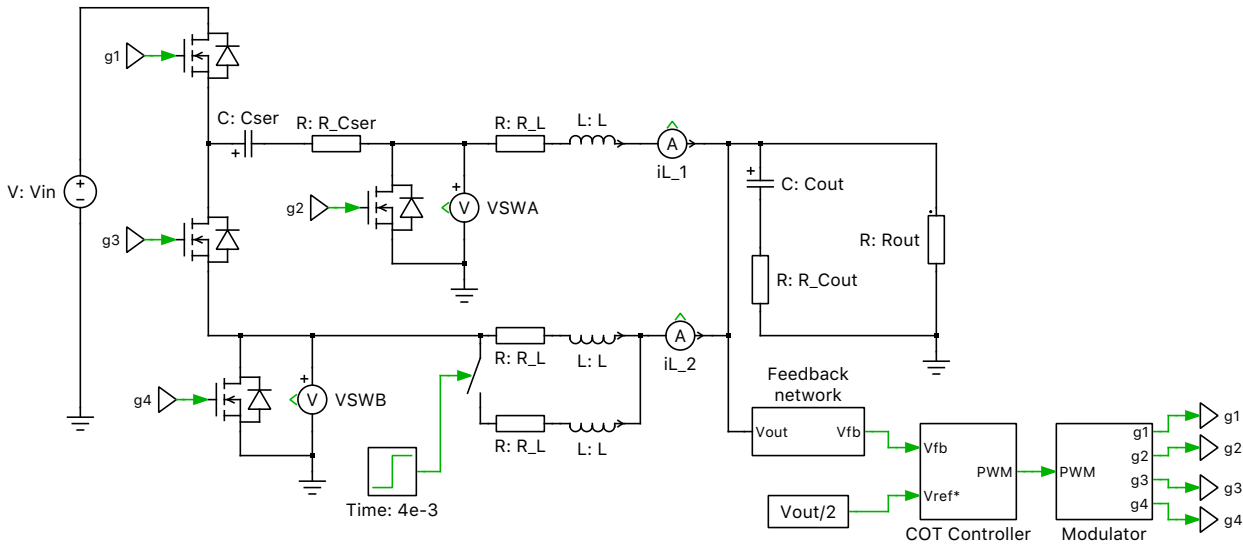 g1
C: Cser
R: R_Cser
R: R_L
L: L
A
iL_1
V: Vin
C: Cout
g2
V
VSWA
g3
R: Rout
R: R_Cout
R: R_L
L: L
A
iL_2
g4
V
VSWB
Feedback
network
Vout
Vfb
R: R_L
L: L
Time: 4e-3
Vfb
Vref*
PWM
COT Controller
Vout/2
PWM
g1
g2
g3
g4
Modulator
g1
g2
g3
g4